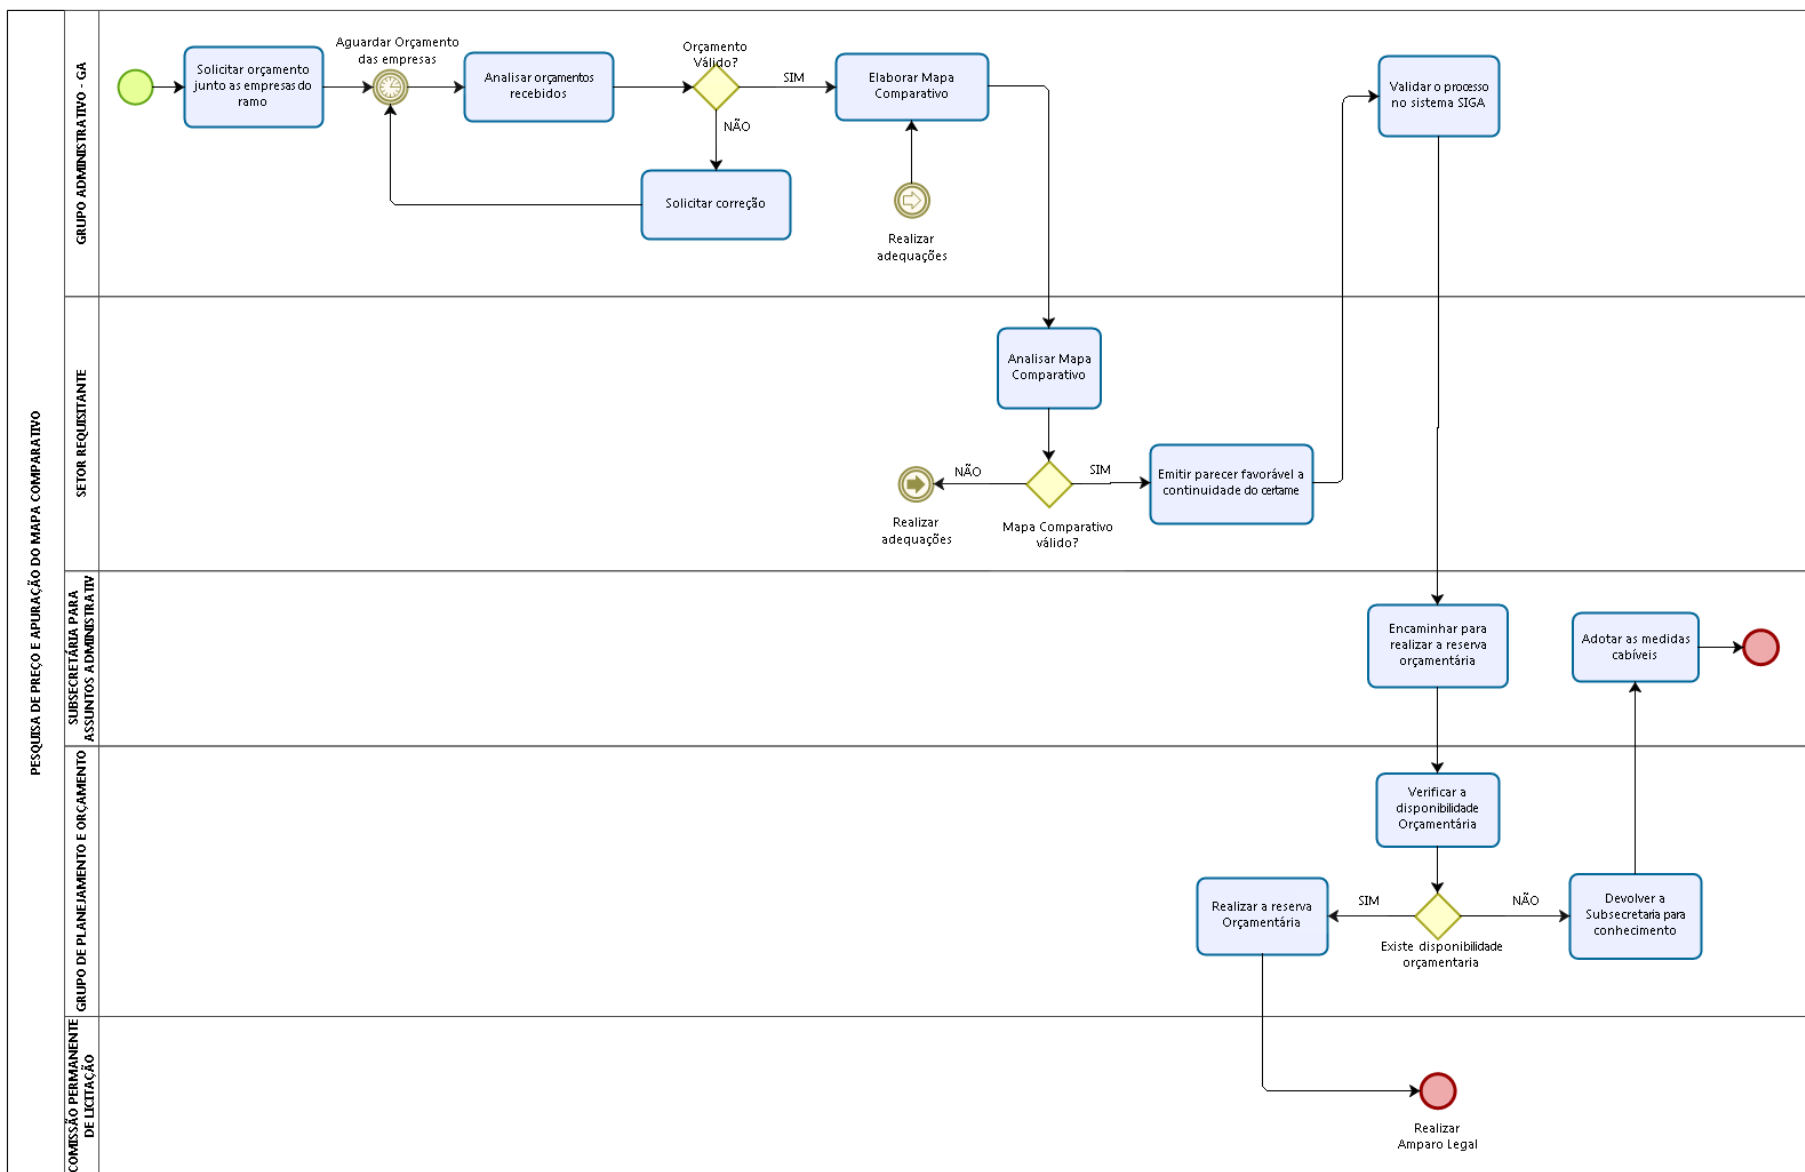 PESQUISA DE PREÇO E APURAÇÃO DO MAPA COMPARATIVO
GRUPO ADMINISTRATIVO - GA
Solicitar orçamento
junto as empresas do
ramo
Aguardar Orçamento
das empresas
Analisar orçamentos
recebidos
Orçamento
Válido?
SIM
NÃO
Solicitar correção
Elaborar Mapa
Comparativo
Realizar
adequações
Validar o processo
no sistema SIGA
SETOR REQUISITANTE
Analisar Mapa
Comparativo
NÃO
SIM
Realizar
adequações
Mapa Comparativo
válido?
Emitir parecer favorável a
continuidade do certame
SUBSECRETÁRIA PARA
ASSUNTOS ADMINISTRATIV
Encaminhar para
realizar a reserva
orçamentária
Adotar as medidas
cabíveis
GRUPO DE PLANEJAMENTO E ORÇAMENTO
Verificar a
disponibilidade
Orçamentária
Realizar a reserva
Orçamentária
SIM
NÃO
Existe disponibilidade
orçamentaria
Devolver a
Subsecretaria para
conhecimento
COMISSÃO PERMANENTE
DE LICITAÇÃO
Realizar
Amparo Legal